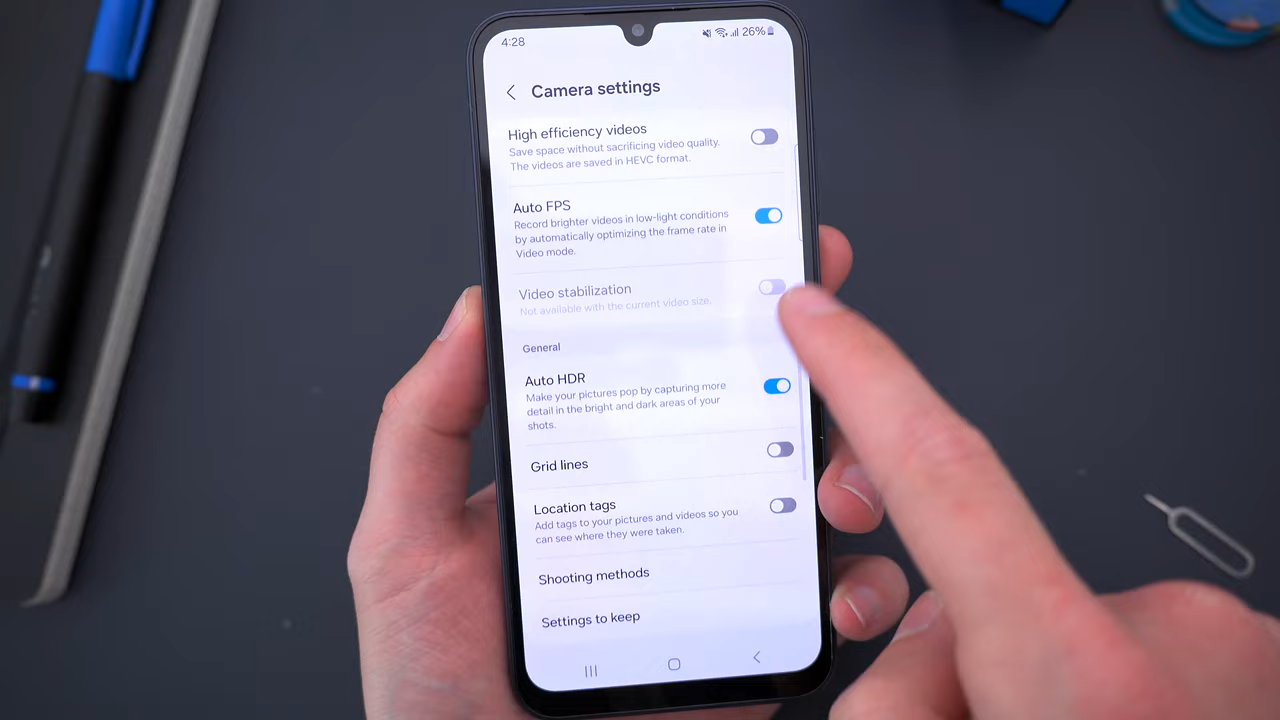 4:28
26%
Camera settings
High efficiency videos
Save space without sacrificing video quality.
The videos are saved in HEVC format.
Auto FPS
Record brighter videos in low-light conditions
by automatically optimizing the frame rate in
Video mode.
Video stabilization
Not available with the current video size.
General
Auto HDR
Make your pictures pop by capturing more
detail in the bright and dark areas of your
shots.
Grid lines
Location tags
Add tags to your pictures and videos so you
can see where they were taken.
Shooting methods
Settings to keep